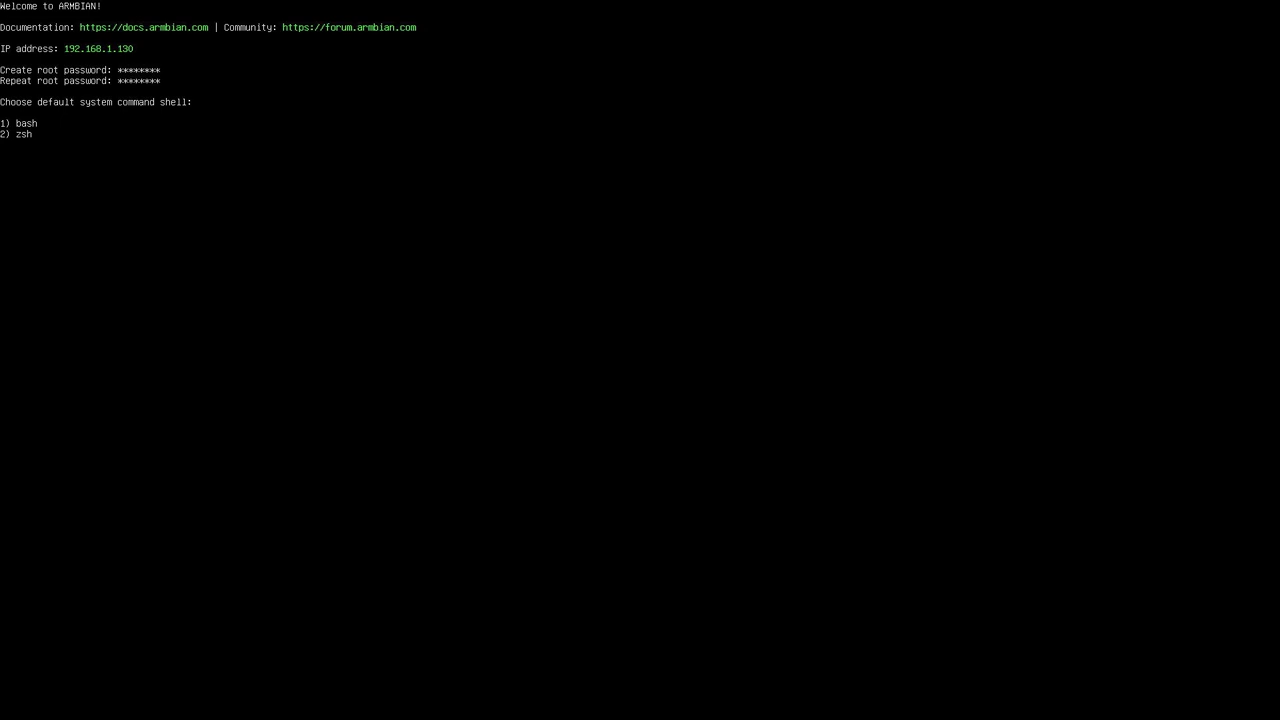 Welcome to ARMBIAN!
Documentation: https://docs.armbian.com | Community: https://forum.armbian.com
IP address: 192.168.1.130
Create root password: ********
Repeat root password: ********
Choose default system command shell:
1) bash
2) zsh